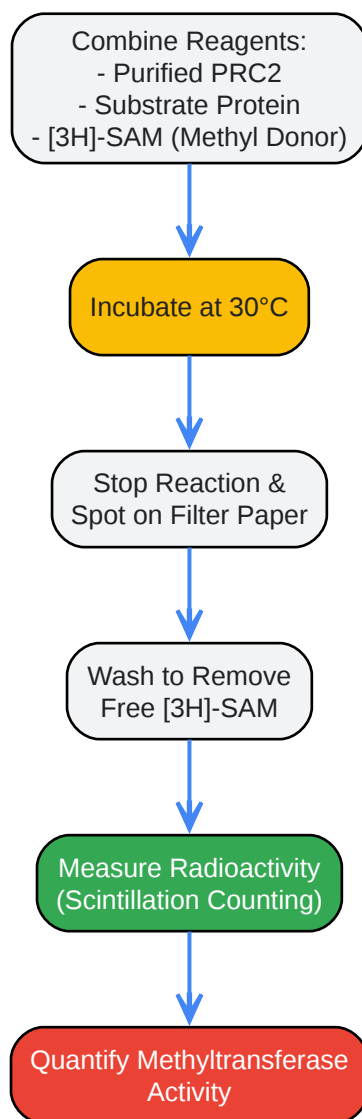 Combine Reagents:
- Purified PRC2
- Substrate Protein
- [3H]-SAM (Methyl Donor)
Incubate at 30°C
Stop Reaction &
Spot on Filter Paper
Wash to Remove
Free [3H]-SAM
Measure Radioactivity
(Scintillation Counting)
Quantify Methyltransferase
Activity